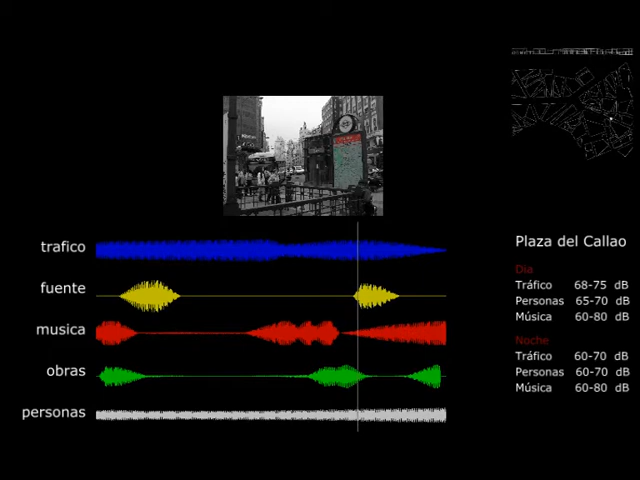 trafico
fuente
musica
obras
personas
Plaza del Callao
Dia
Tráfico 68-75 dB
Personas 65-70 dB
Música 60-80 dB
Noche
Tráfico 60-70 dB
Personas 60-70 dB
Música 60-80 dB